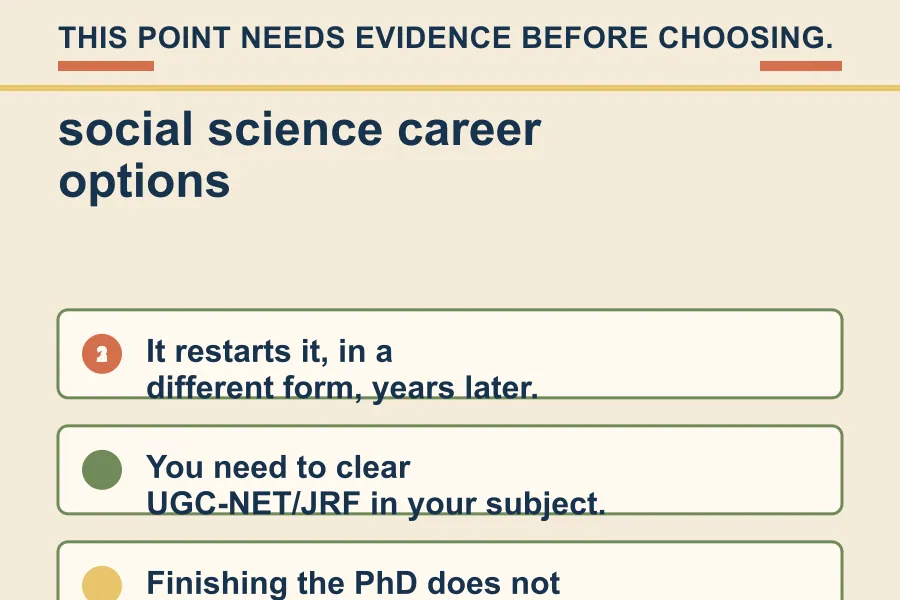 THIS POINT NEEDS EVIDENCE BEFORE CHOOSING.
social science career
options
It restarts it, in a
different form, years later.
You need to clear
UGC-NET/JRF in your subject.
Finishing the PhD does not